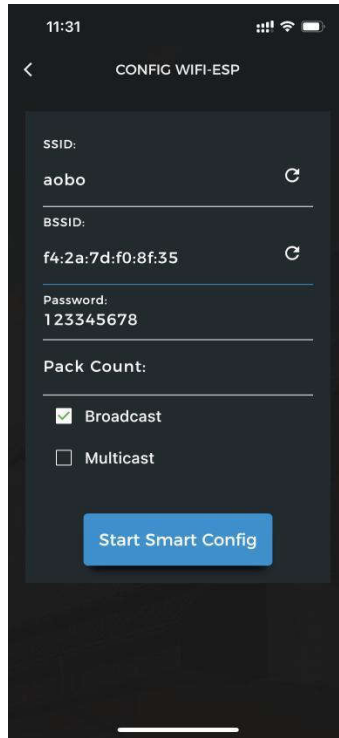 11:31
CONFIG WIFI-ESP
SSID:
aobo
BSSID:
f4:2a:7d:f0:8f:35
Password:
123345678
Pack Count:
Broadcast
Multicast
Start Smart Config